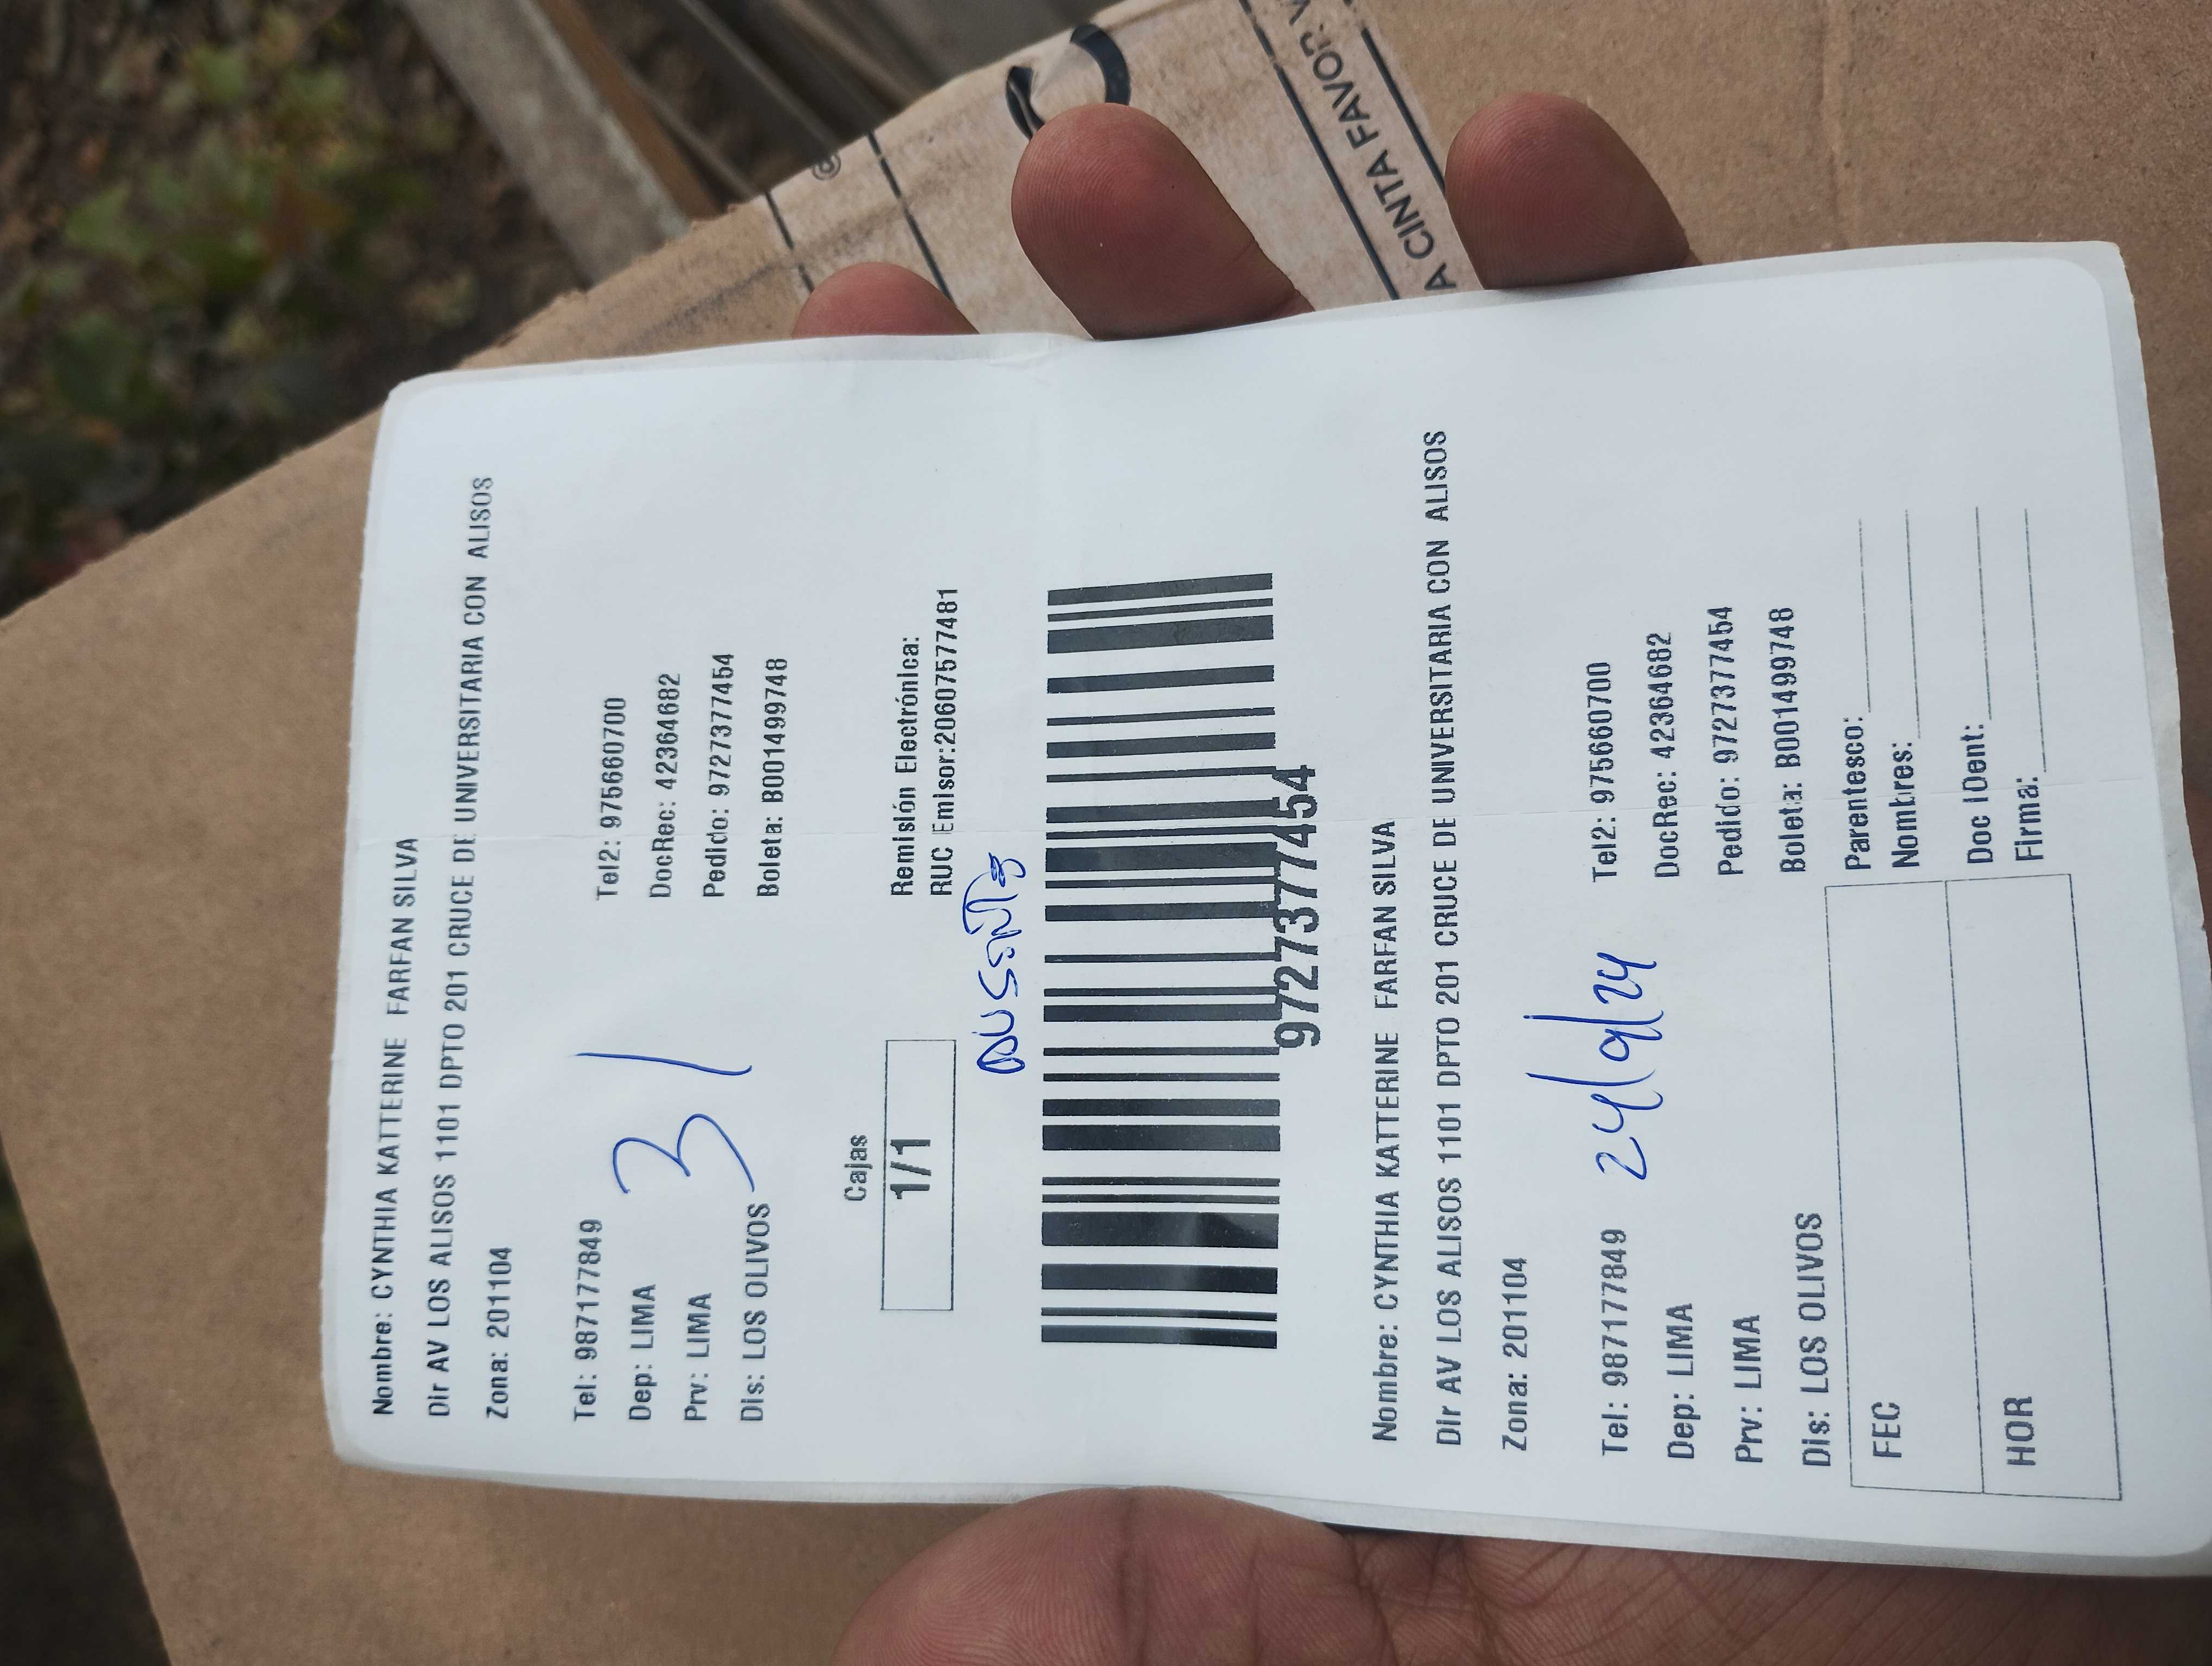 Nombre: CYNTHIA KATTERINE FARFAN SILVA
Dir AV LOS ALISOS 1101 DPTO 201 CRUCE DE UNIVERSITARIA CON ALISOS
Zona: 201104
Tel: 987177849 Tel2: 975660700
Dep: LIMA DocRec: 42364682
Prv: LIMA Pedido: 9727377454
Dis: LOS OLIVOS Boleta: B001499748
31
Cajas
1/1
Remisión Electrónica:
RUC Emisor:20607577481
ausente
9727377454
Nombre: CYNTHIA KATTERINE FARFAN SILVA
Dir AV LOS ALISOS 1101 DPTO 201 CRUCE DE UNIVERSITARIA CON ALISOS
Zona: 201104
24/9/24
Tel: 987177849 Tel2: 975660700
Dep: LIMA DocRec: 42364682
Prv: LIMA Pedido: 9727377454
Dis: LOS OLIVOS Boleta: B001499748
FEC
HOR
Parentesco:
Nombres:
Doc IDent:
Firma:
A CINTA FAVOR